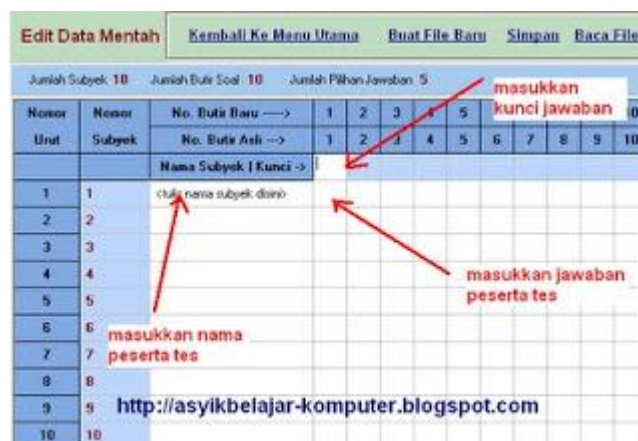 Edit Data Mentah Kembali Ke Menu Utama Buat File Baru Simpan Baca File
Jumlah Subyek 10 Jumlah Butir Soal 10 Jumlah Pilihan Jawaban 5
masukkan
kunci jawaban
Nomor Nomor No. Butir Baru ----> 1 2 3 4 5 10
Urut Subyek No. Butir Asli ---> 1 2 3 4 5 6 7 8 9 10
Nama Subyek | Kunci ->
1 1 <tulis nama subyek disini>
2 2
3 3
4 4
masukkan jawaban
peserta tes
5 5
6 6
masukkan nama
peserta tes
7 7
8 8
9 9
http://asyikbelajar-komputer.blogspot.com
10 10